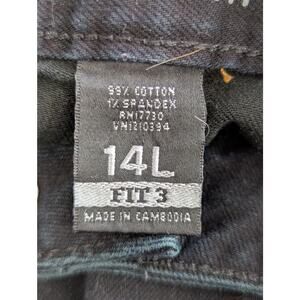 99% COTTON
1% SPANDEX
RN17730
VN1210394
14L
FIT 3
MADE IN CAMBODIA